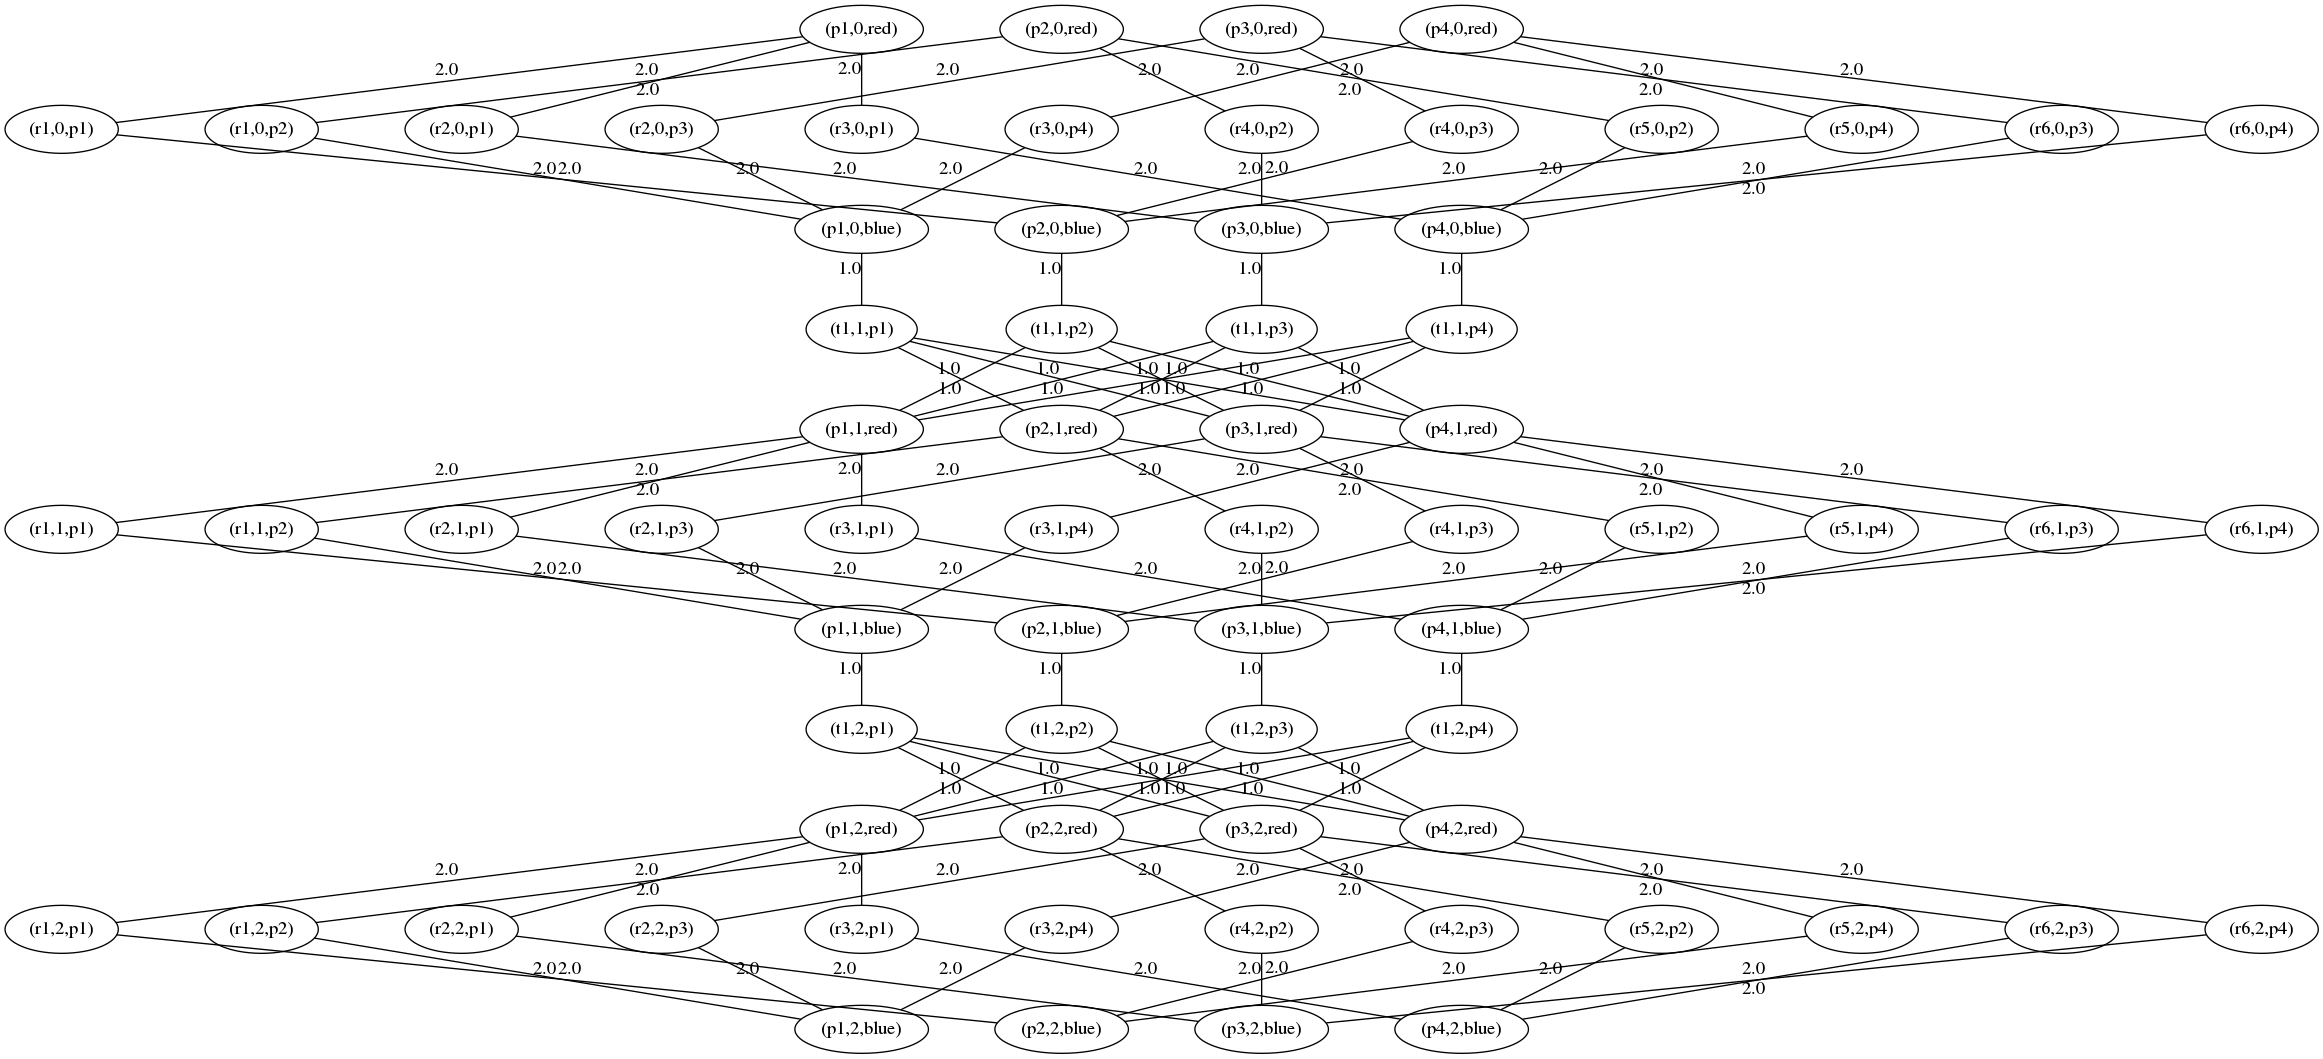 (p1,0,red) (p2,0,red) (p3,0,red) (p4,0,red)
2.0 2.0 2.0 2.0 2.0 2.0 2.0 2.0 2.0
2.0 2.0 2.0
(r1,0,p1) (r1,0,p2) (r2,0,p1) (r2,0,p3) (r3,0,p1) (r3,0,p4) (r4,0,p2) (r4,0,p3) (r5,0,p2) (r5,0,p4) (r6,0,p3) (r6,0,p4)
2.0 2.0 2.0 2.0 2.0 2.0 2.0 2.0 2.0 2.0 2.0
2.0
(p1,0,blue) (p2,0,blue) (p3,0,blue) (p4,0,blue)
1.0 1.0 1.0 1.0
(t1,1,p1) (t1,1,p2) (t1,1,p3) (t1,1,p4)
1.0 1.0 1.0 1.0 1.0 1.0
1.0 1.0 1.0 1.0 1.0 1.0
(p1,1,red) (p2,1,red) (p3,1,red) (p4,1,red)
2.0 2.0 2.0 2.0 2.0 2.0 2.0 2.0 2.0
2.0 2.0 2.0
(r1,1,p1) (r1,1,p2) (r2,1,p1) (r2,1,p3) (r3,1,p1) (r3,1,p4) (r4,1,p2) (r4,1,p3) (r5,1,p2) (r5,1,p4) (r6,1,p3) (r6,1,p4)
2.0 2.0 2.0 2.0 2.0 2.0 2.0 2.0 2.0 2.0 2.0
2.0
(p1,1,blue) (p2,1,blue) (p3,1,blue) (p4,1,blue)
1.0 1.0 1.0 1.0
(t1,2,p1) (t1,2,p2) (t1,2,p3) (t1,2,p4)
1.0 1.0 1.0 1.0 1.0 1.0
1.0 1.0 1.0 1.0 1.0 1.0
(p1,2,red) (p2,2,red) (p3,2,red) (p4,2,red)
2.0 2.0 2.0 2.0 2.0 2.0 2.0 2.0 2.0
2.0 2.0 2.0
(r1,2,p1) (r1,2,p2) (r2,2,p1) (r2,2,p3) (r3,2,p1) (r3,2,p4) (r4,2,p2) (r4,2,p3) (r5,2,p2) (r5,2,p4) (r6,2,p3) (r6,2,p4)
2.0 2.0 2.0 2.0 2.0 2.0 2.0 2.0 2.0 2.0 2.0
2.0
(p1,2,blue) (p2,2,blue) (p3,2,blue) (p4,2,blue)